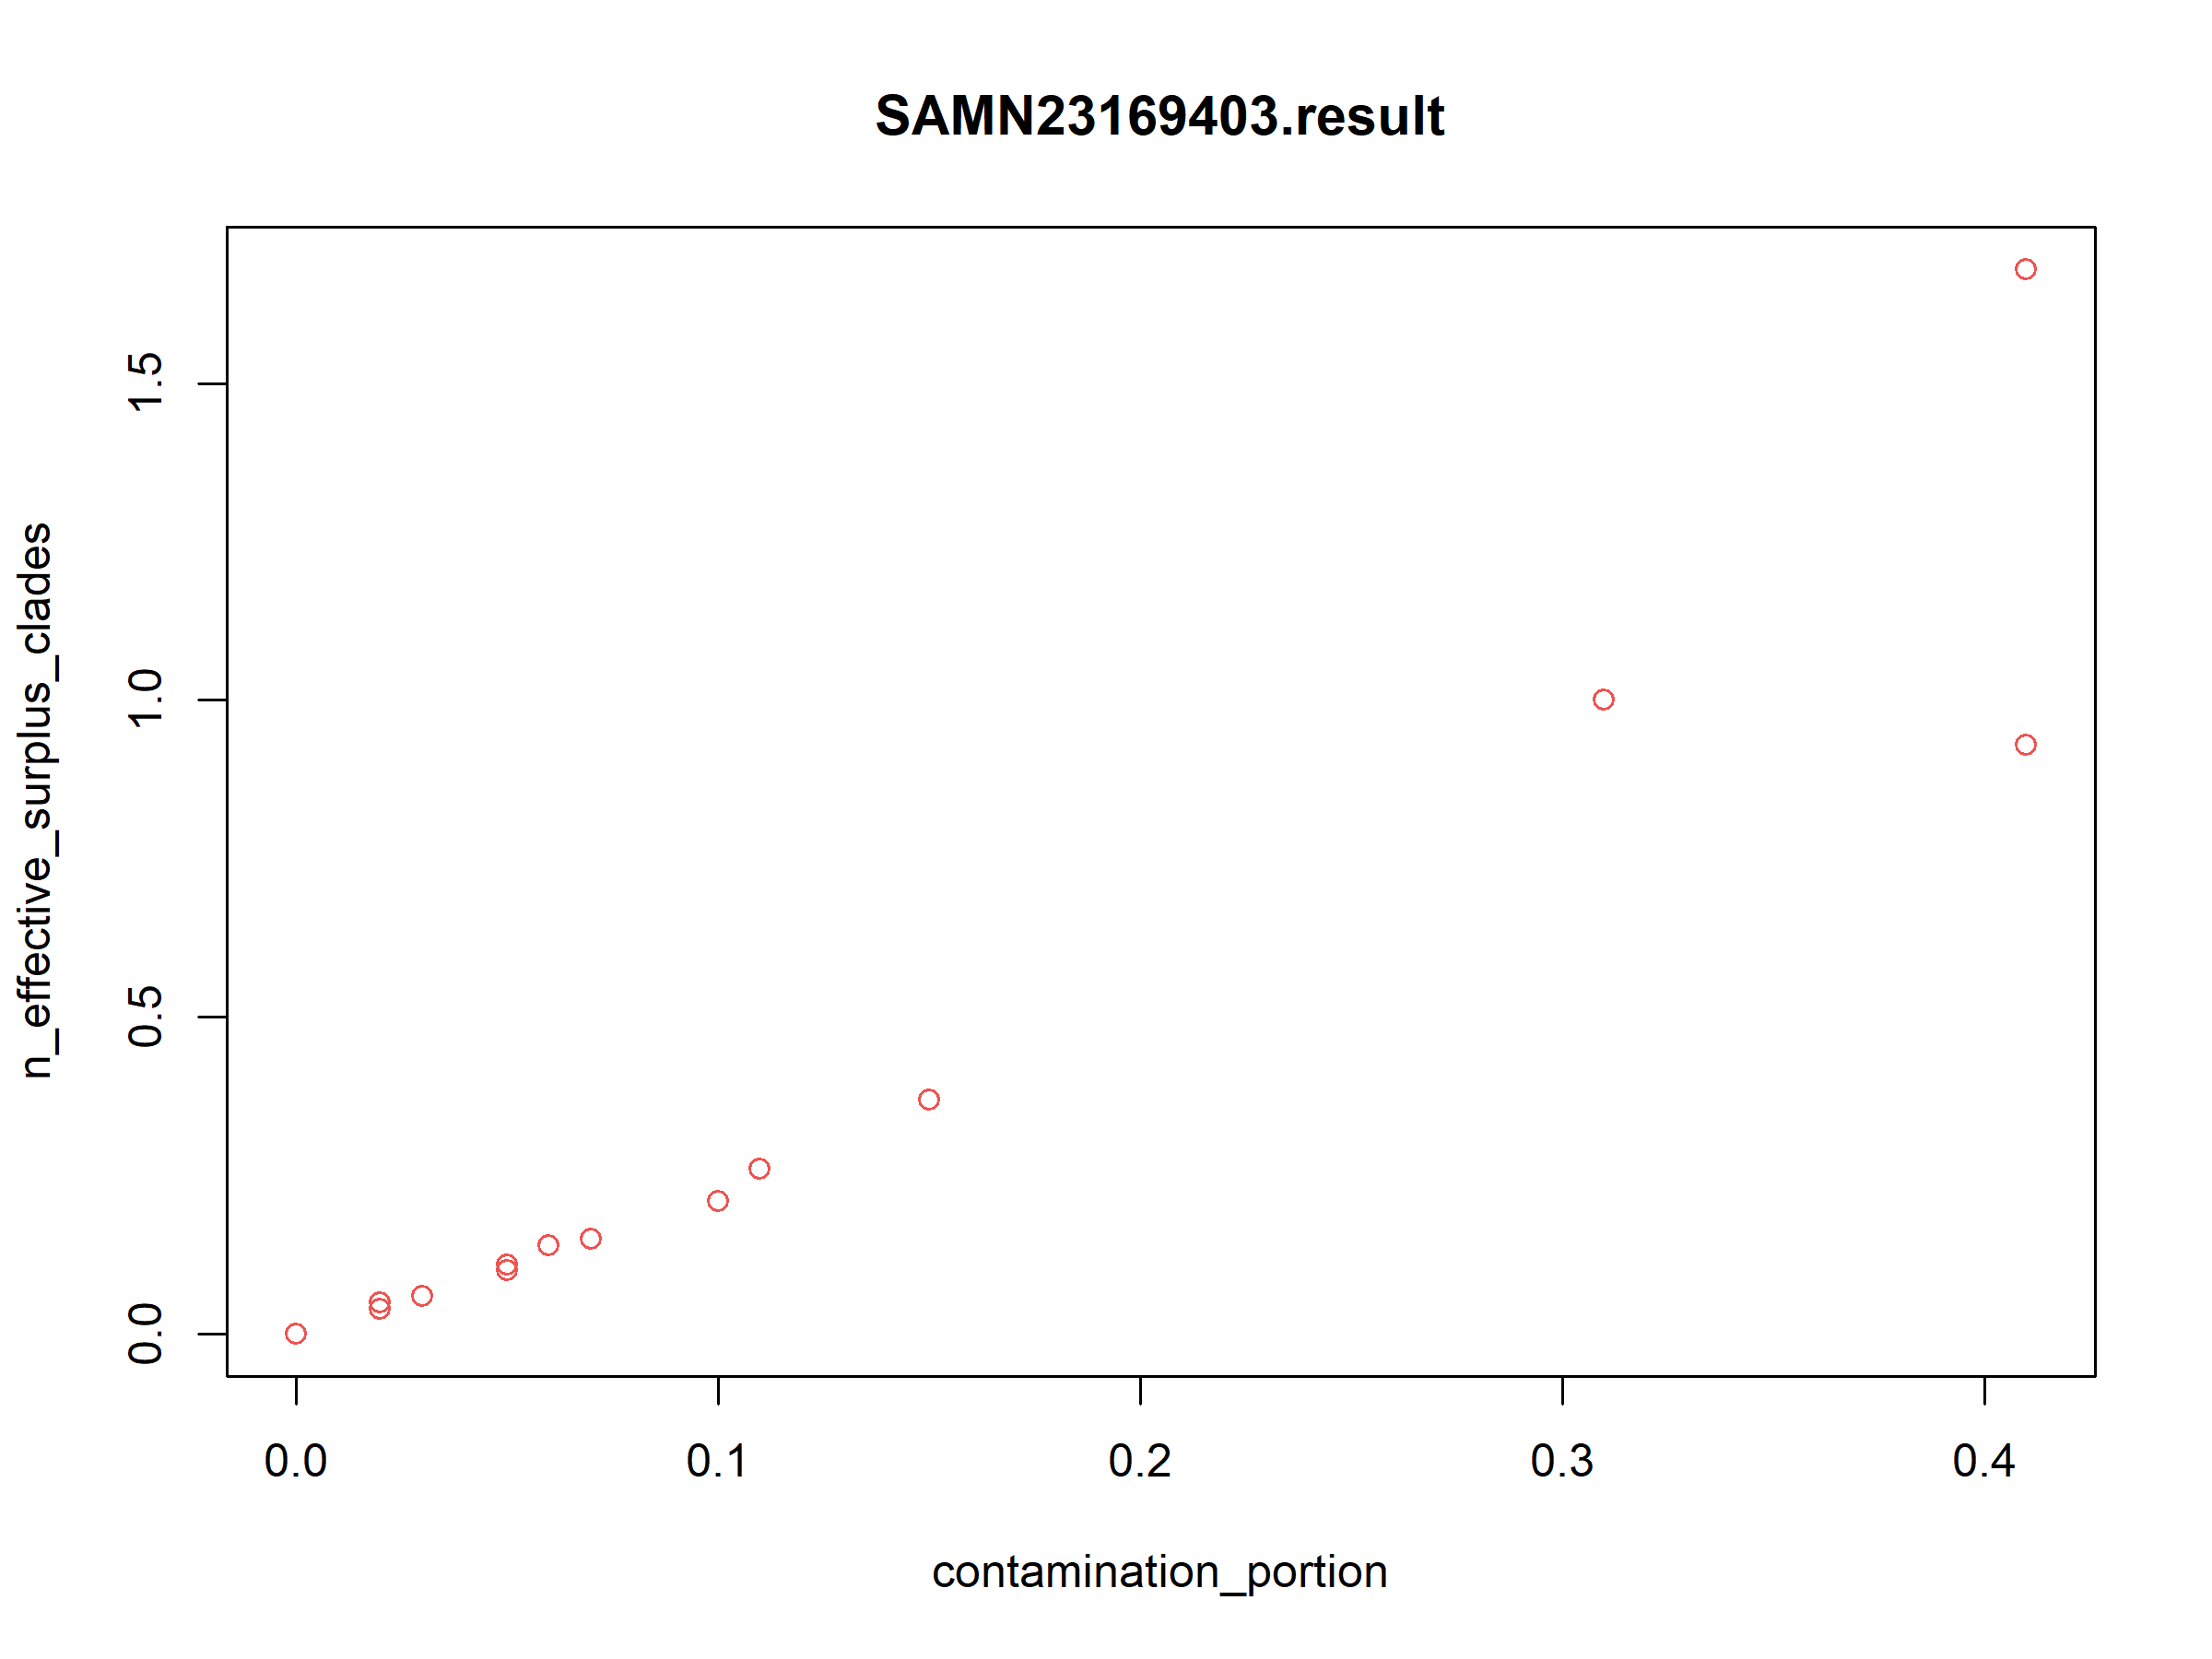 SAMN23169403.result
n_effective_surplus_clades
1.5
1.0
0.5
0.0
0.0 0.1 0.2 0.3 0.4
contamination_portion